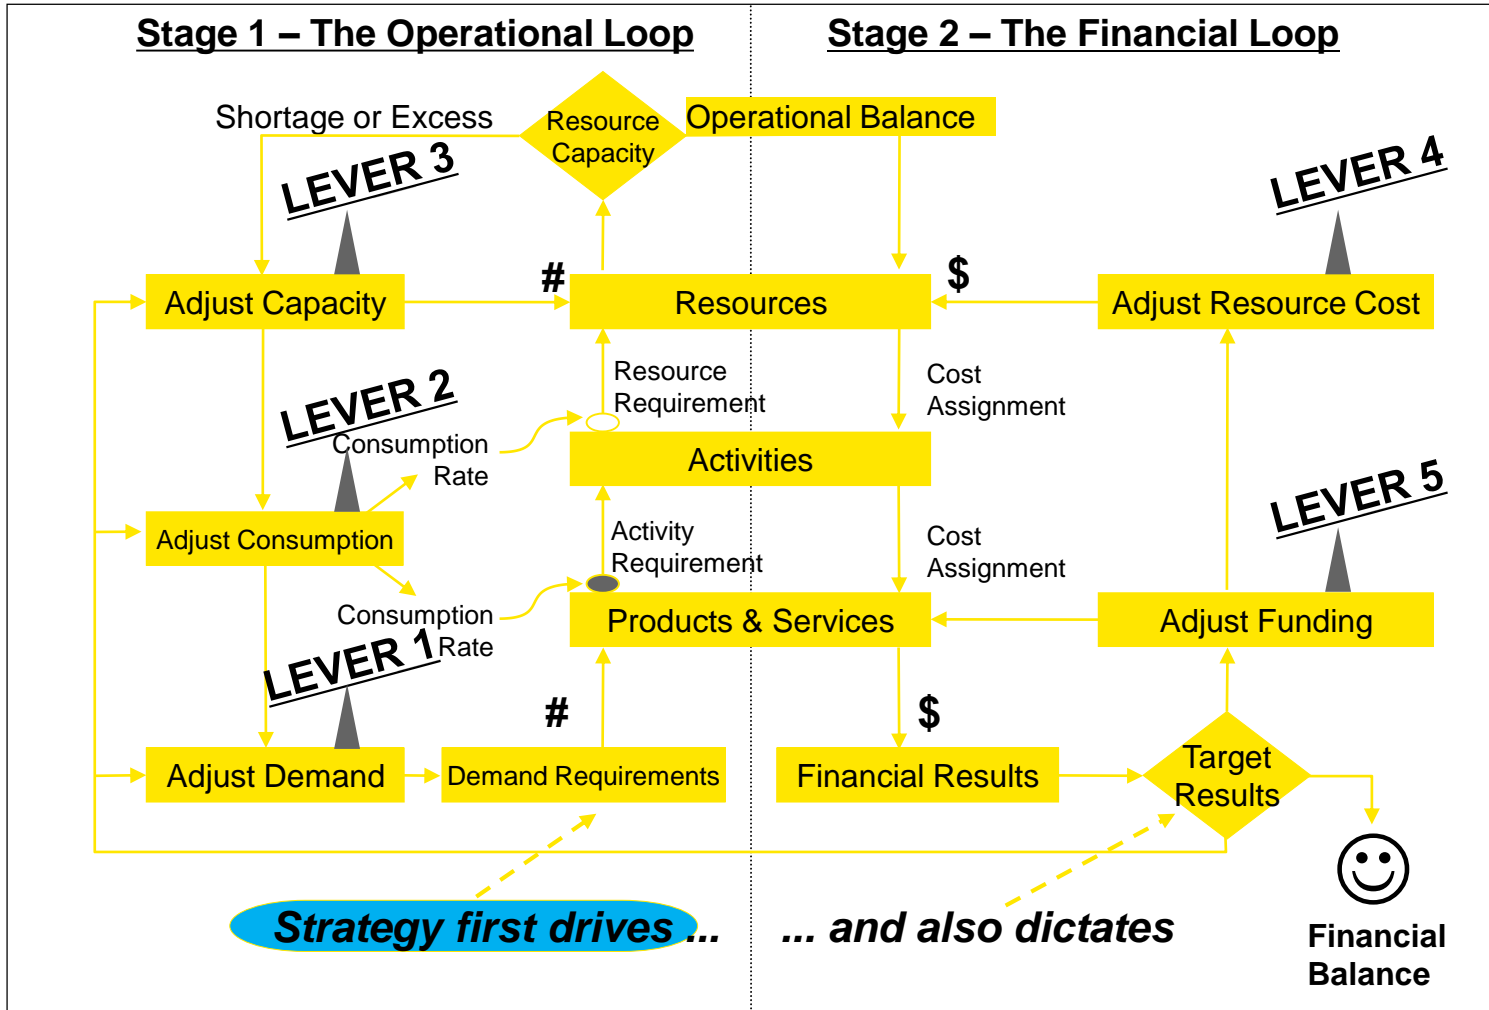 Stage 1 – The Operational Loop
Stage 2 – The Financial Loop
Shortage or Excess
Resource
Capacity
Operational Balance
LEVER 3
LEVER 4
#
$
Adjust Capacity
Resources
Adjust Resource Cost
Resource
Requirement
Cost
Assignment
LEVER 2
Consumption
Rate
Activities
LEVER 5
Adjust Consumption
Activity
Requirement
Cost
Assignment
Consumption
Rate
Products & Services
Adjust Funding
LEVER 1
#
$
Adjust Demand
Demand Requirements
Financial Results
Target
Results
Strategy first drives ...
... and also dictates
Financial
Balance